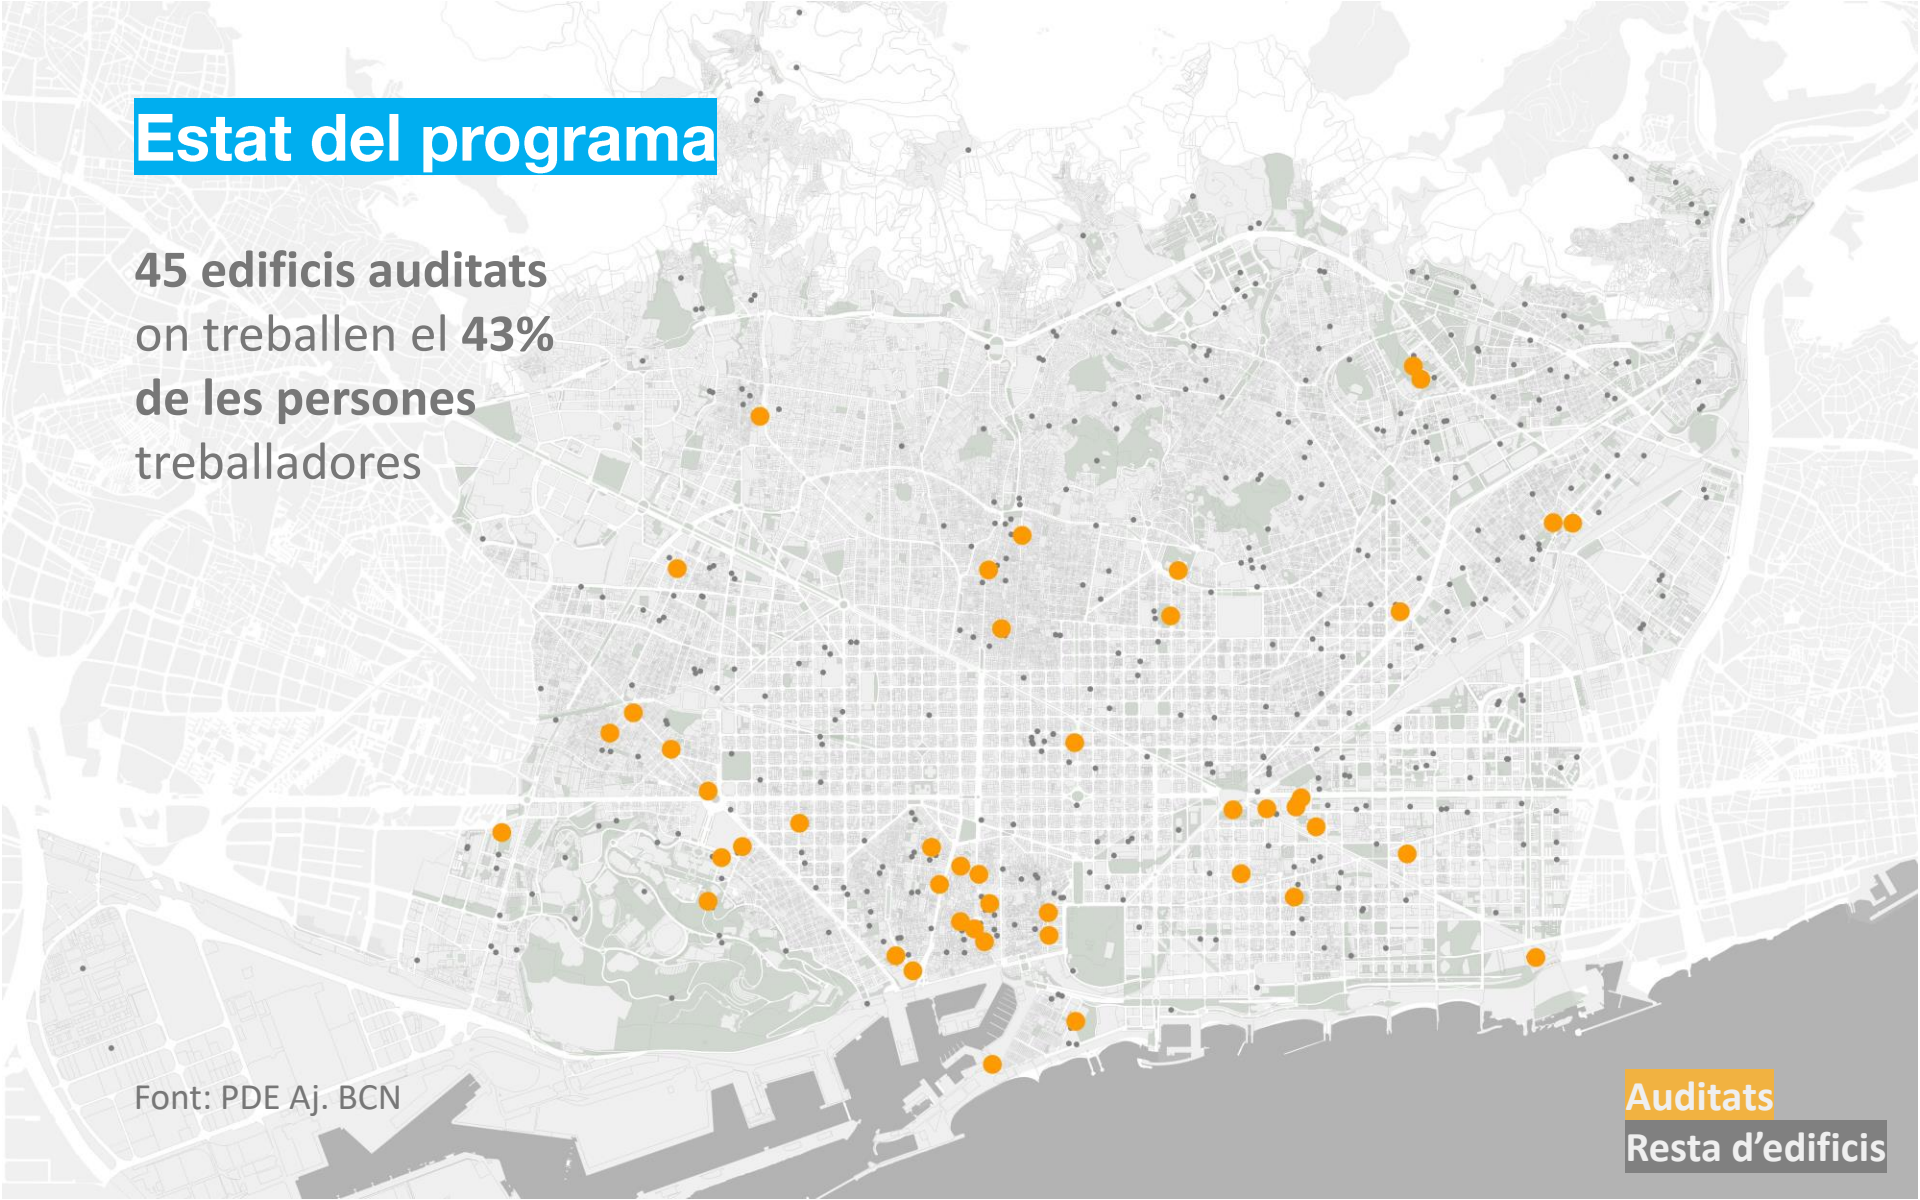 Estat del programa
45 edificis auditats
on treballen el 43%
de les persones
treballadores
Font: PDE Aj. BCN
Auditats
Resta d’edificis